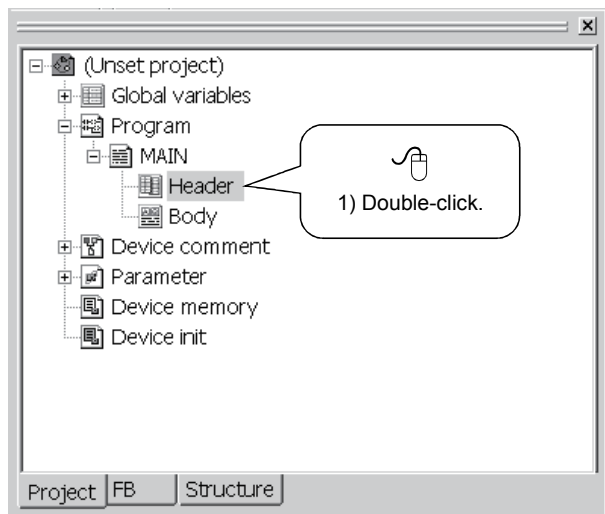 (Unset project)
Global variables
Program
MAIN
Header
1) Double-click.
Body
Device comment
Parameter
Device memory
Device init
Project FB Structure